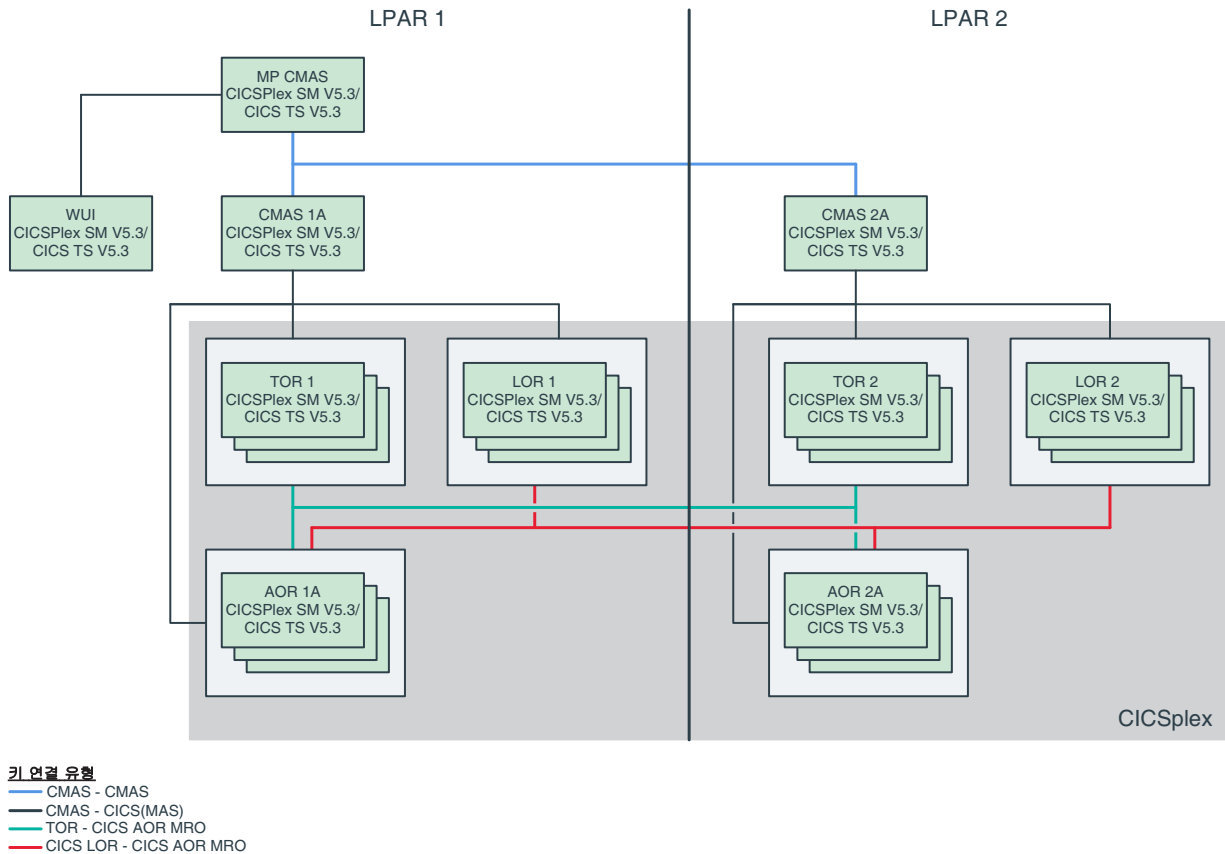 LPAR 1
LPAR 2
MP CMAS
CICSPlex SM V5.3/
CICS TS V5.3
WUI
CICSPlex SM V5.3/
CICS TS V5.3
CMAS 1A
CICSPlex SM V5.3/
CICS TS V5.3
CMAS 2A
CICSPlex SM V5.3/
CICS TS V5.3
TOR 1
CICSPlex SM V5.3/
CICS TS V5.3
LOR 1
CICSPlex SM V5.3/
CICS TS V5.3
TOR 2
CICSPlex SM V5.3/
CICS TS V5.3
LOR 2
CICSPlex SM V5.3/
CICS TS V5.3
AOR 1A
CICSPlex SM V5.3/
CICS TS V5.3
AOR 2A
CICSPlex SM V5.3/
CICS TS V5.3
CICSplex
키 연결 유형
CMAS - CMAS
CMAS - CICS(MAS)
TOR - CICS AOR MRO
CICS LOR - CICS AOR MRO